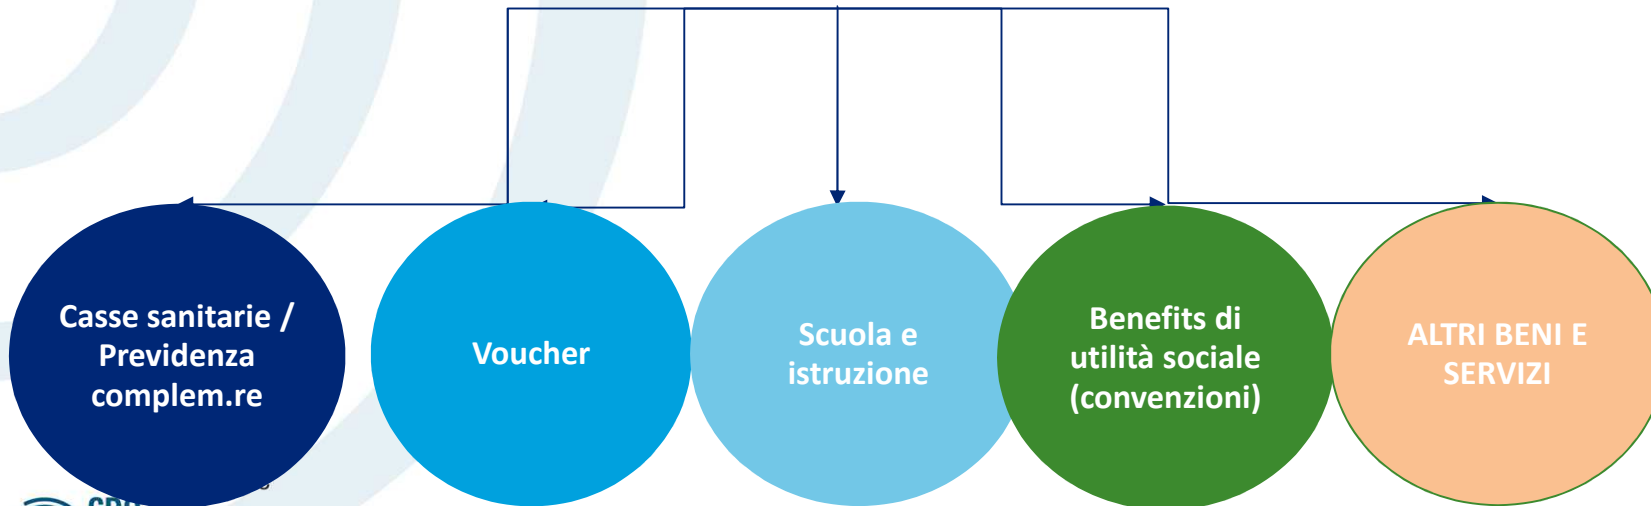 Casse sanitarie /
Previdenza
complem.re
Voucher
Scuola e
istruzione
Benefits di
utilità sociale
(convenzioni)
ALTRI BENI E
SERVIZI